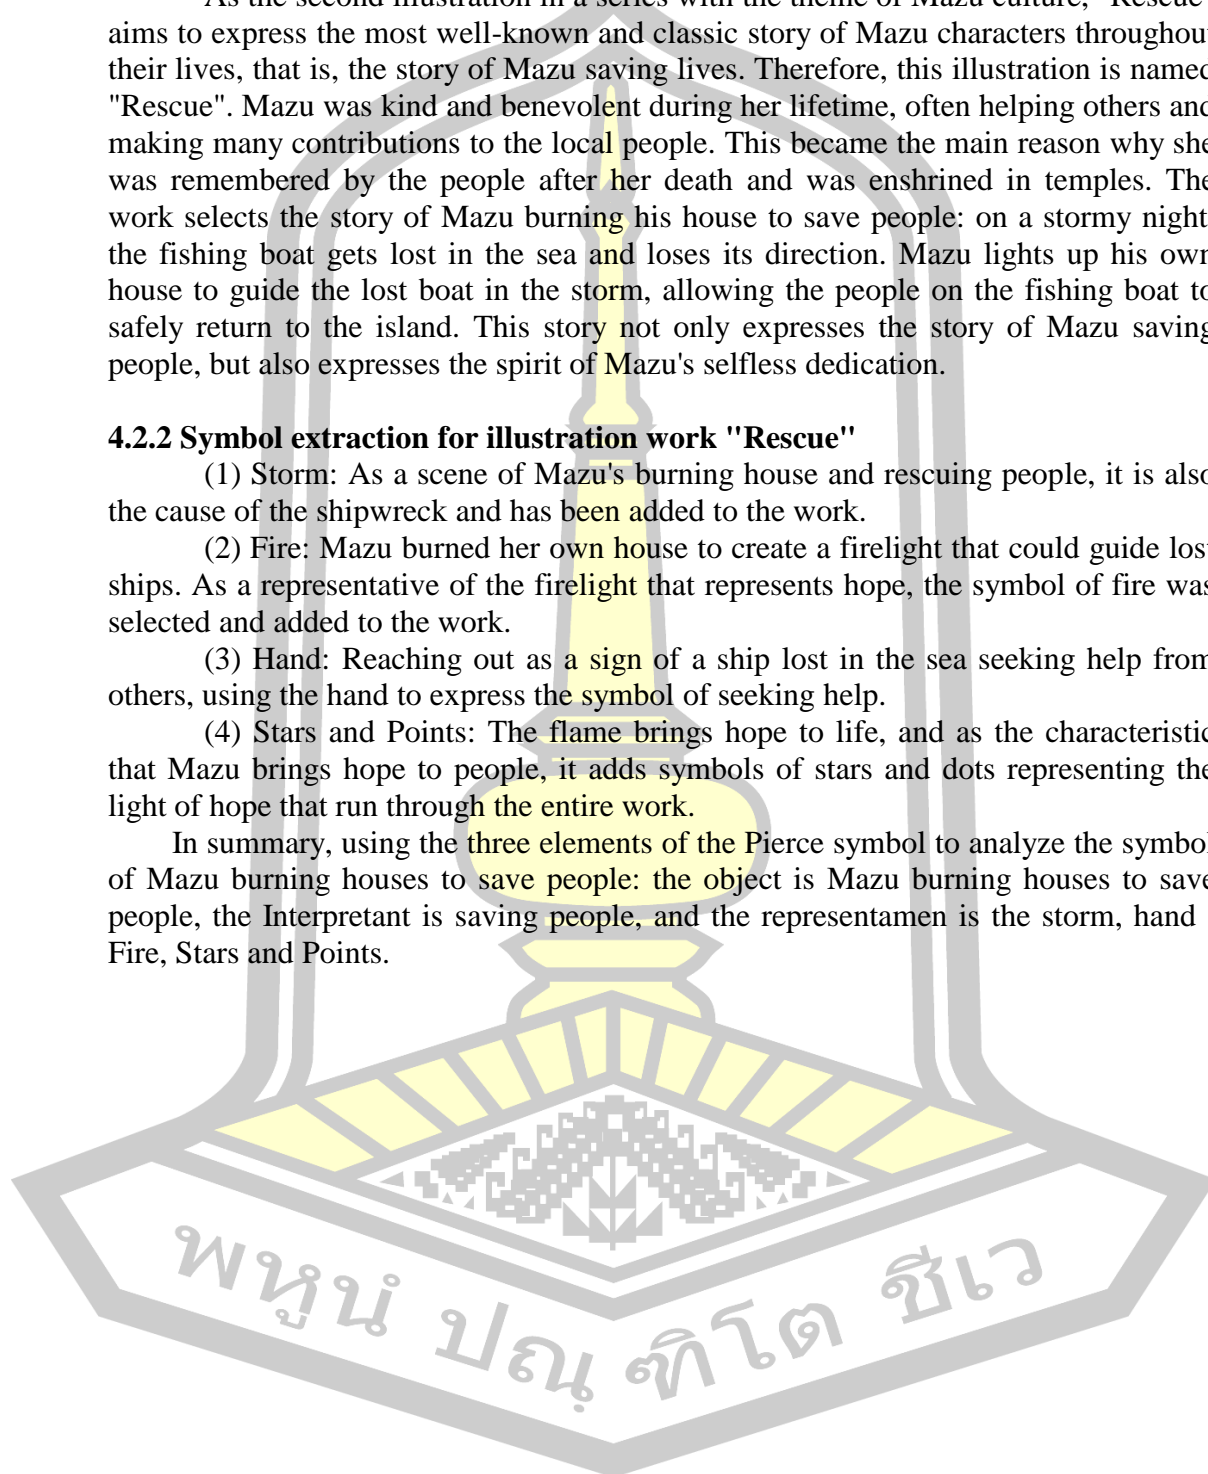 As the second illustration in a series with the theme of Mazu culture, "Rescue"
aims to express the most well-known and classic story of Mazu characters throughout
their lives, that is, the story of Mazu saving lives. Therefore, this illustration is named
"Rescue". Mazu was kind and benevolent during her lifetime, often helping others and
making many contributions to the local people. This became the main reason why she
was remembered by the people after her death and was enshrined in temples. The
work selects the story of Mazu burning his house to save people: on a stormy night
the fishing boat gets lost in the sea and loses its direction. Mazu lights up his own
house to guide the lost boat in the storm, allowing the people on the fishing boat to
safely return to the island. This story not only expresses the story of Mazu saving
people, but also expresses the spirit of Mazu's selfless dedication.
4.2.2 Symbol extraction for illustration work "Rescue"
(1) Storm: As a scene of Mazu's burning house and rescuing people, it is also
the cause of the shipwreck and has been added to the work.
(2) Fire: Mazu burned her own house to create a firelight that could guide lost
ships. As a representative of the firelight that represents hope, the symbol of fire was
selected and added to the work.
(3) Hand: Reaching out as a sign of a ship lost in the sea seeking help from
others, using the hand to express the symbol of seeking help.
(4) Stars and Points: The flame brings hope to life, and as the characteristic
that Mazu brings hope to people, it adds symbols of stars and dots representing the
light of hope that run through the entire work.
In summary, using the three elements of the Pierce symbol to analyze the symbol
of Mazu burning houses to save people: the object is Mazu burning houses to save
people, the Interpretant is saving people, and the representamen is the storm, hand
Fire, Stars and Points.
พหูนํ ปณฺฑิโต ชีเว